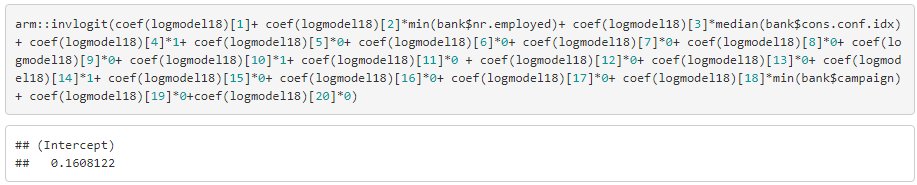 arm::invlogit(coef(logmodel18)[1]+ coef(logmodel18)[2]*min(bank$nr.employed)+ coef(logmodel18)[3]*median(bank$cons.conf.idx)
+ coef(logmodel18)[4]*1+ coef(logmodel18)[5]*0+ coef(logmodel18)[6]*0+ coef(logmodel18)[7]*0+ coef(logmodel18)[8]*0+ coef(lo
gmodel18)[9]*0+ coef(logmodel18)[10]*1+ coef(logmodel18)[11]*0 + coef(logmodel18)[12]*0+ coef(logmodel18)[13]*0+ coef(logmod
el18)[14]*1+ coef(logmodel18)[15]*0+ coef(logmodel18)[16]*0+ coef(logmodel18)[17]*0+ coef(logmodel18)[18]*min(bank$campaign)
+ coef(logmodel18)[19]*0+coef(logmodel18)[20]*0)
## (Intercept)
##   0.1608122